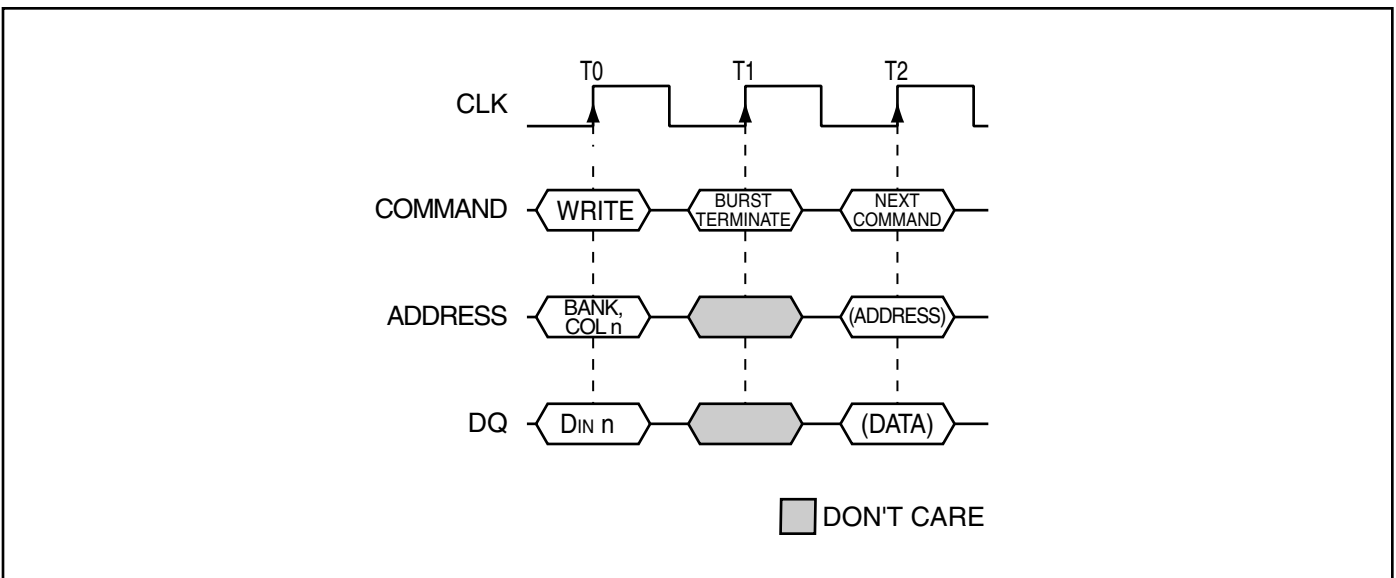 T0 T1 T2
CLK
COMMAND WRITE BURST TERMINATE NEXT COMMAND
ADDRESS BANK, COL n (ADDRESS)
DQ DIN n (DATA)
DON'T CARE